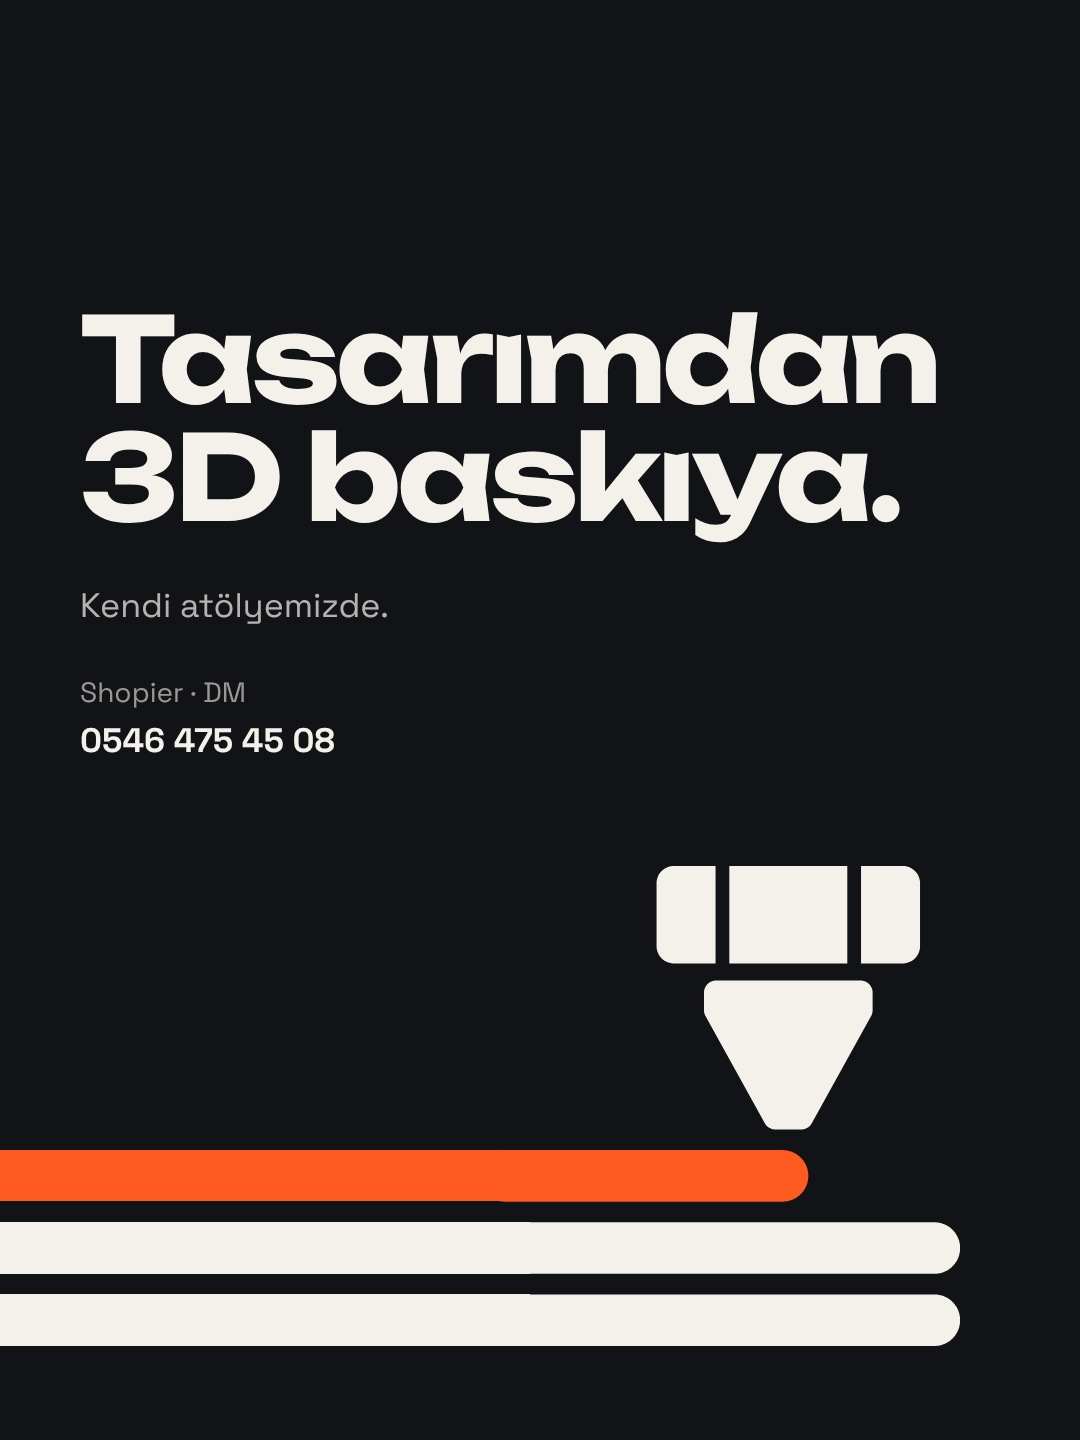 Tasarımdan
3D baskıya.
Kendi atölyemizde.
Shopier · DM
0546 475 45 08